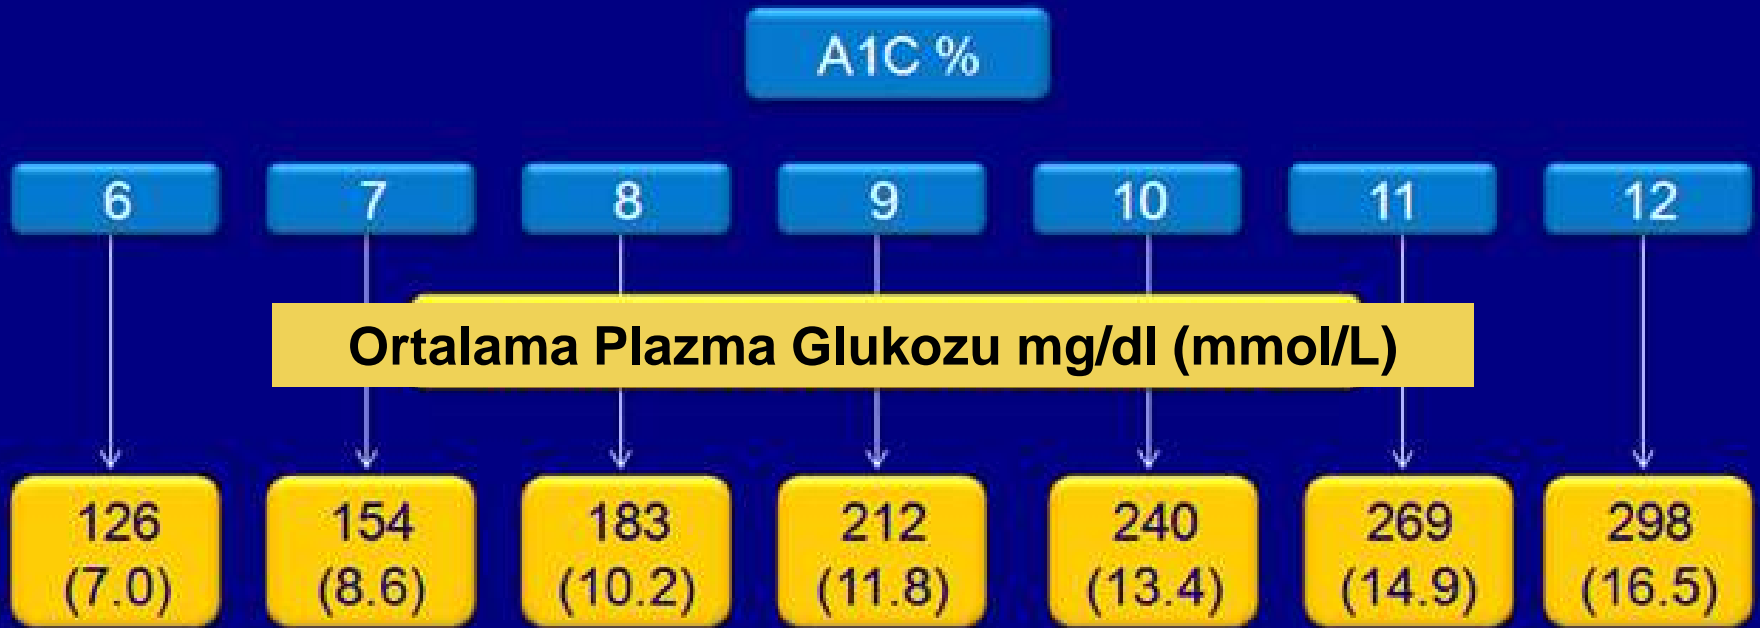 A1C %
6 7 8 9 10 11 12
Ortalama Plazma Glukozu mg/dl (mmol/L)
126 154 183 212 240 269 298
(7.0) (8.6) (10.2) (11.8) (13.4) (14.9) (16.5)